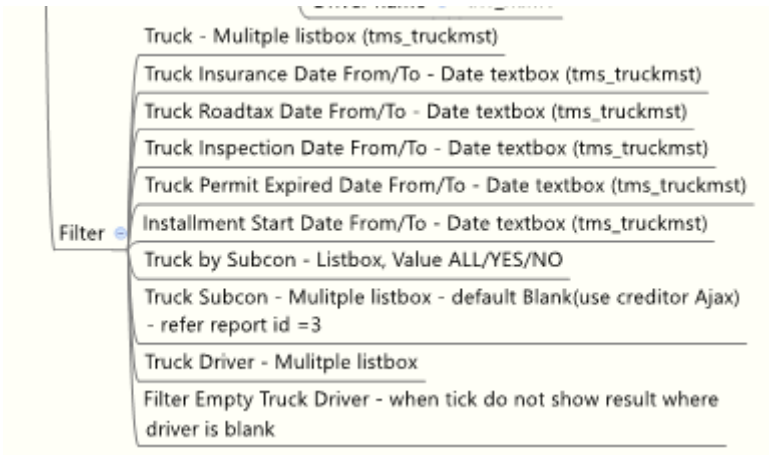 Truck - Mulitple listbox (tms_truckmst)
Truck Insurance Date From/To - Date textbox (tms_truckmst)
Truck Roadtax Date From/To - Date textbox (tms_truckmst)
Truck Inspection Date From/To - Date textbox (tms_truckmst)
Truck Permit Expired Date From/To - Date textbox (tms_truckmst)
Filter
Installment Start Date From/To - Date textbox (tms_truckmst)
Truck by Subcon - Listbox, Value ALL/YES/NO
Truck Subcon - Mulitple listbox - default Blank(use creditor Ajax)
- refer report id =3
Truck Driver - Mulitple listbox
Filter Empty Truck Driver - when tick do not show result where
driver is blank